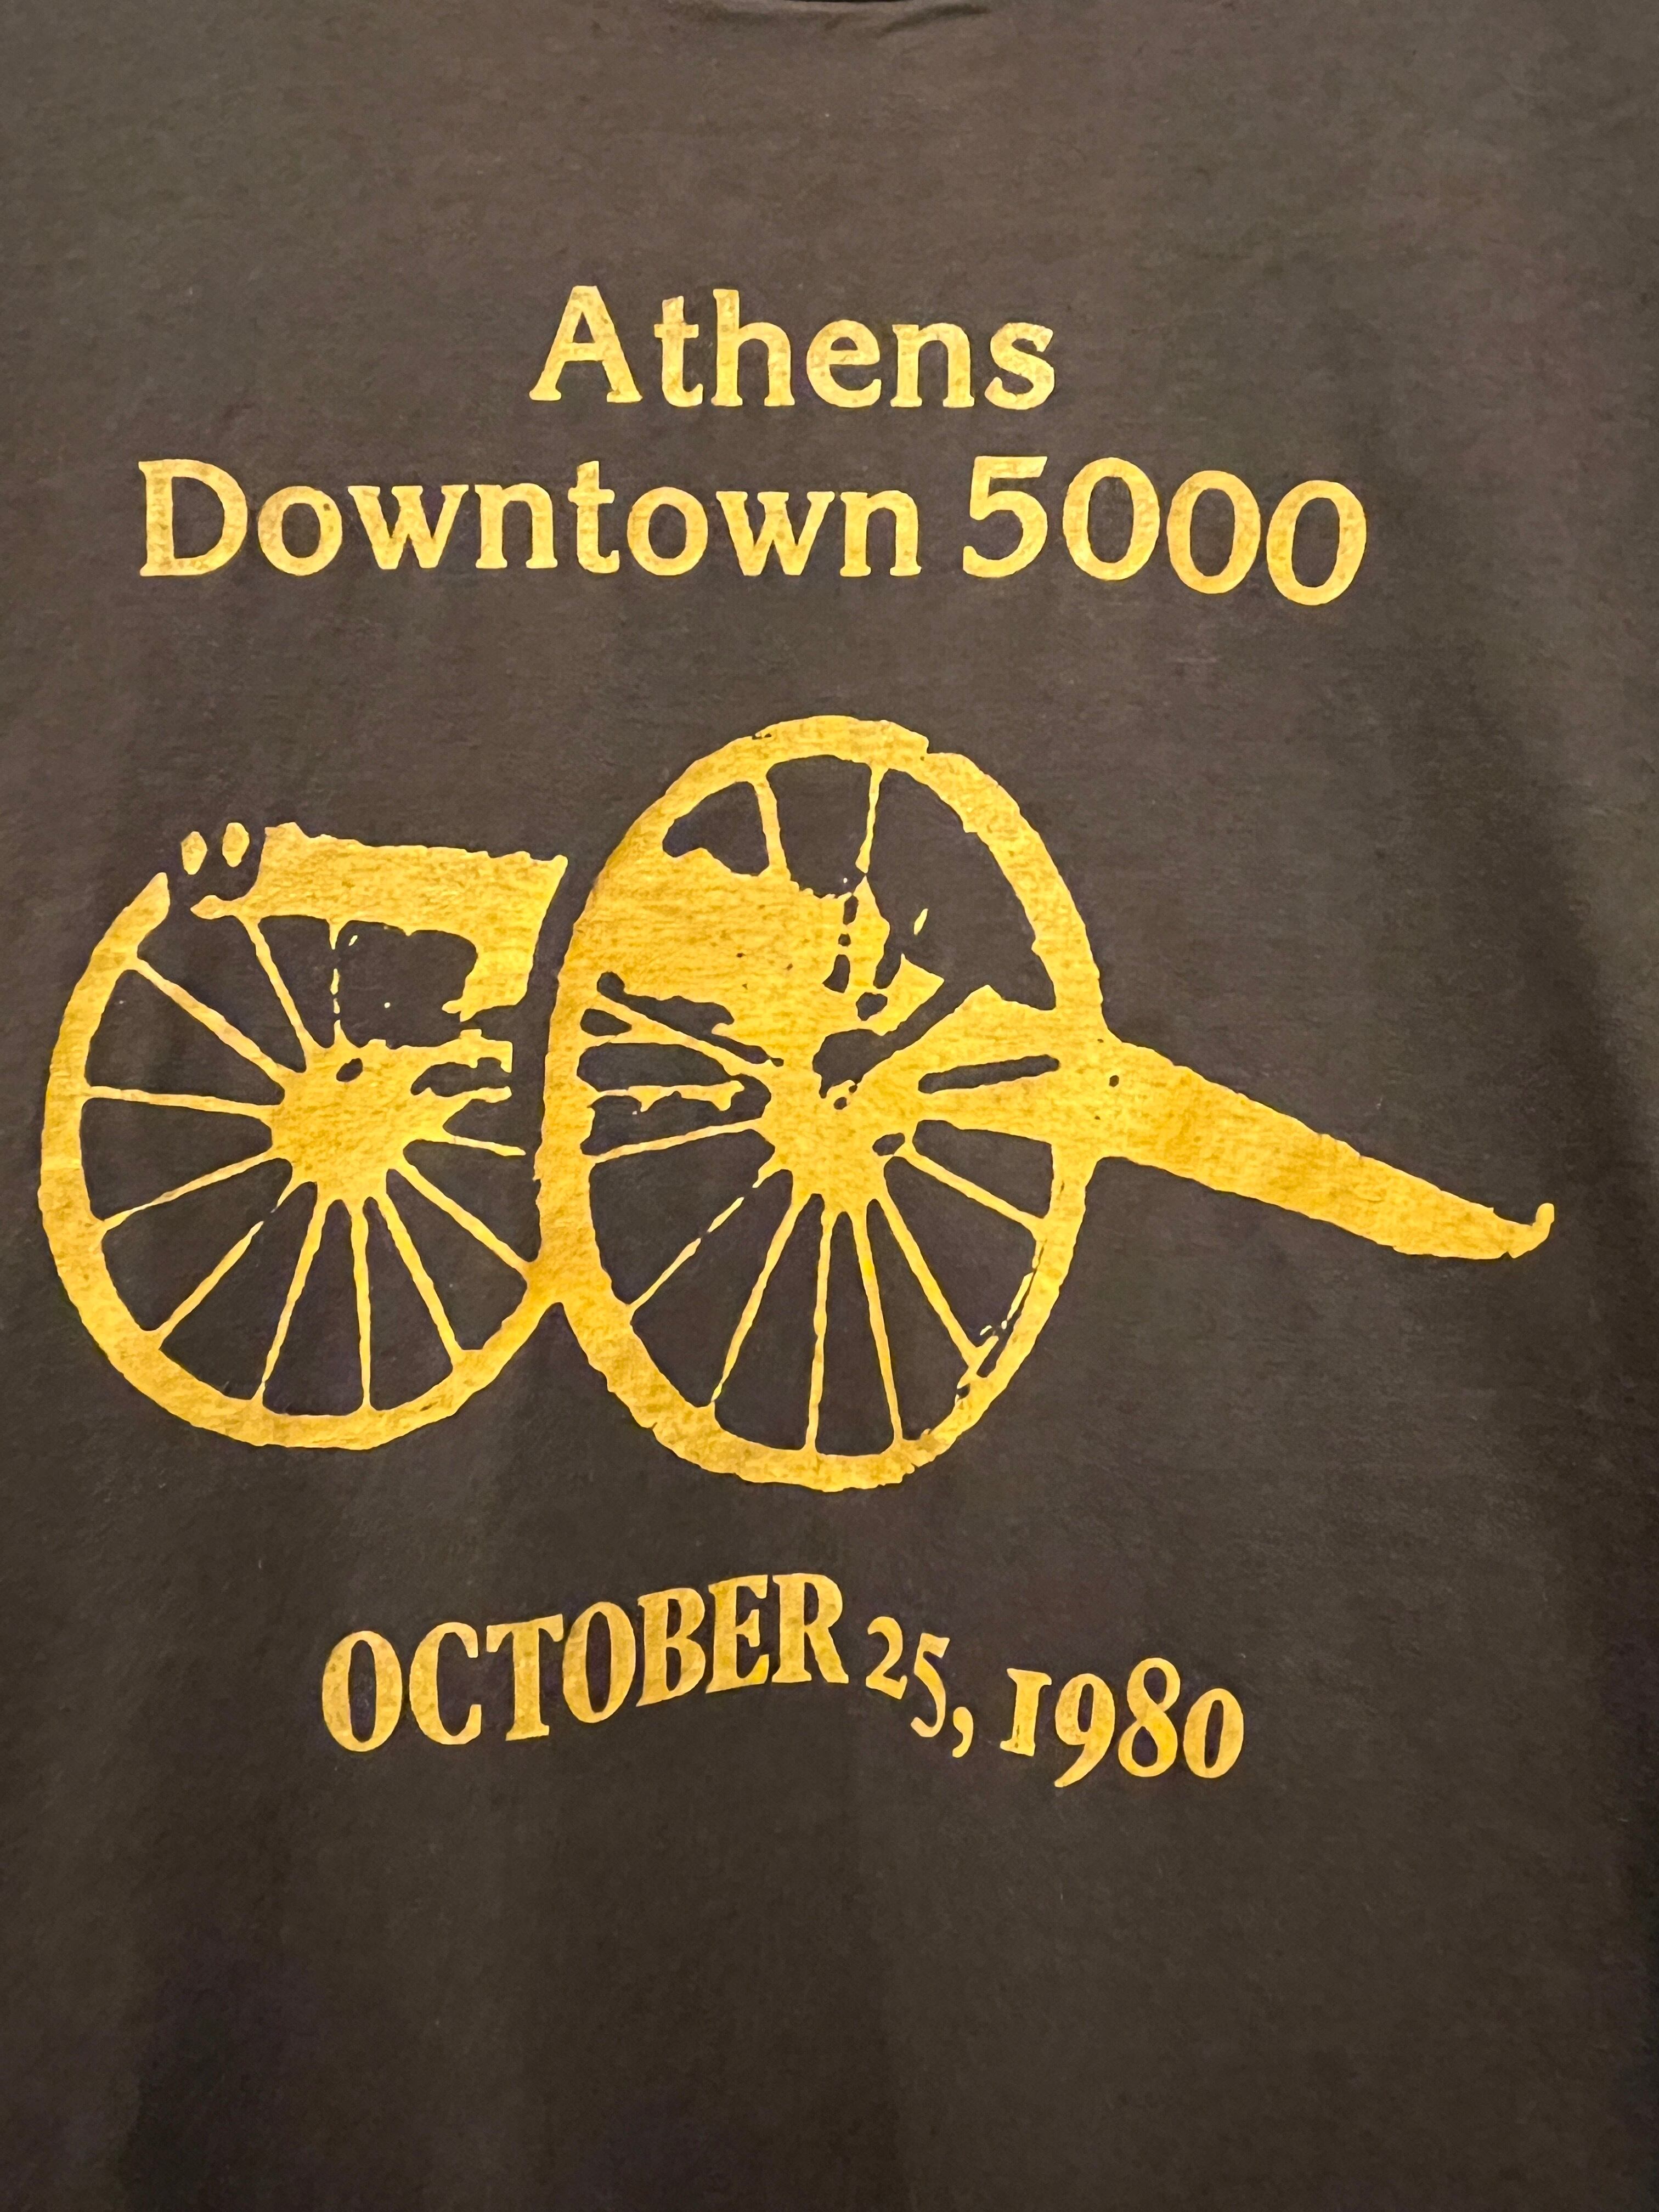 Athens
Downtown 5000
OCTOBER 25, 1980